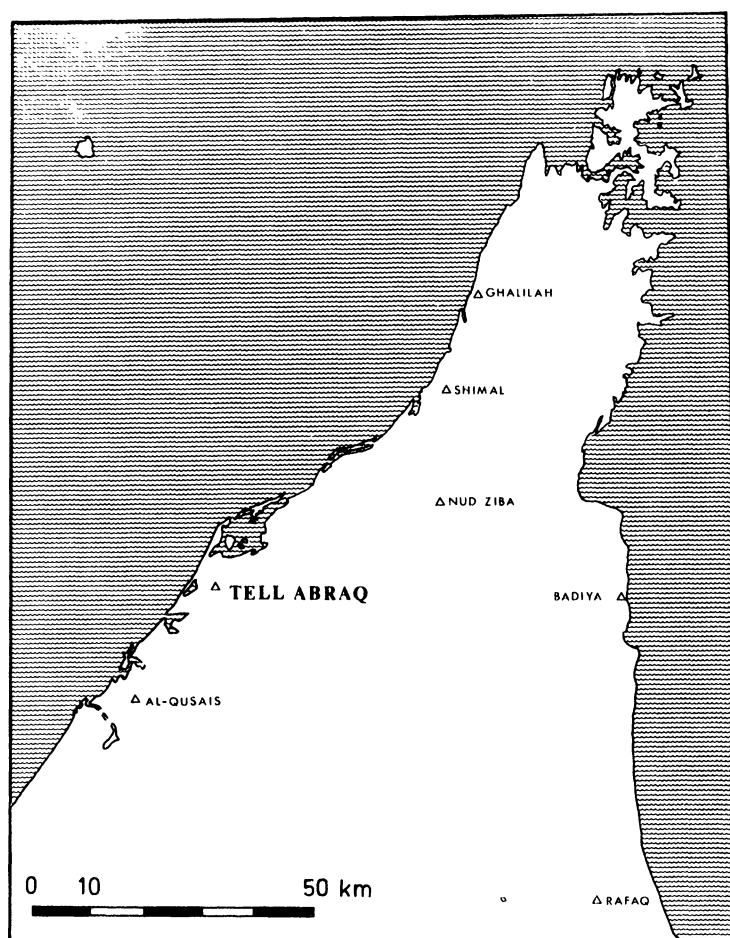 GHALILAH
SHIMAL
NUD ZIBA
TELL ABRAQ
BADIYA
AL-QUSAIS
0 10 50 km
RAFAQ